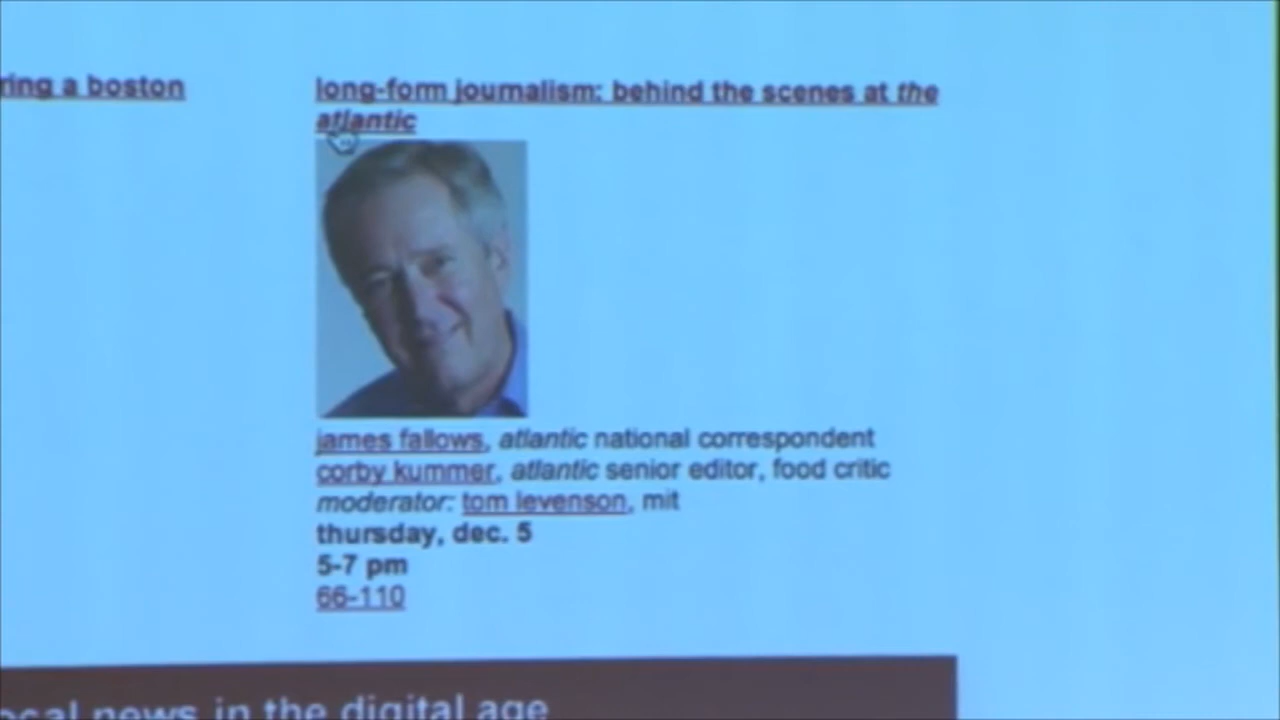 ring a boston
long-form journalism: behind the scenes at the
atlantic
james fallows, atlantic national correspondent
corby kummer, atlantic senior editor, food critic
moderator: tom levenson, mit
thursday, dec. 5
5-7 pm
66-110
ocal news in the digital age